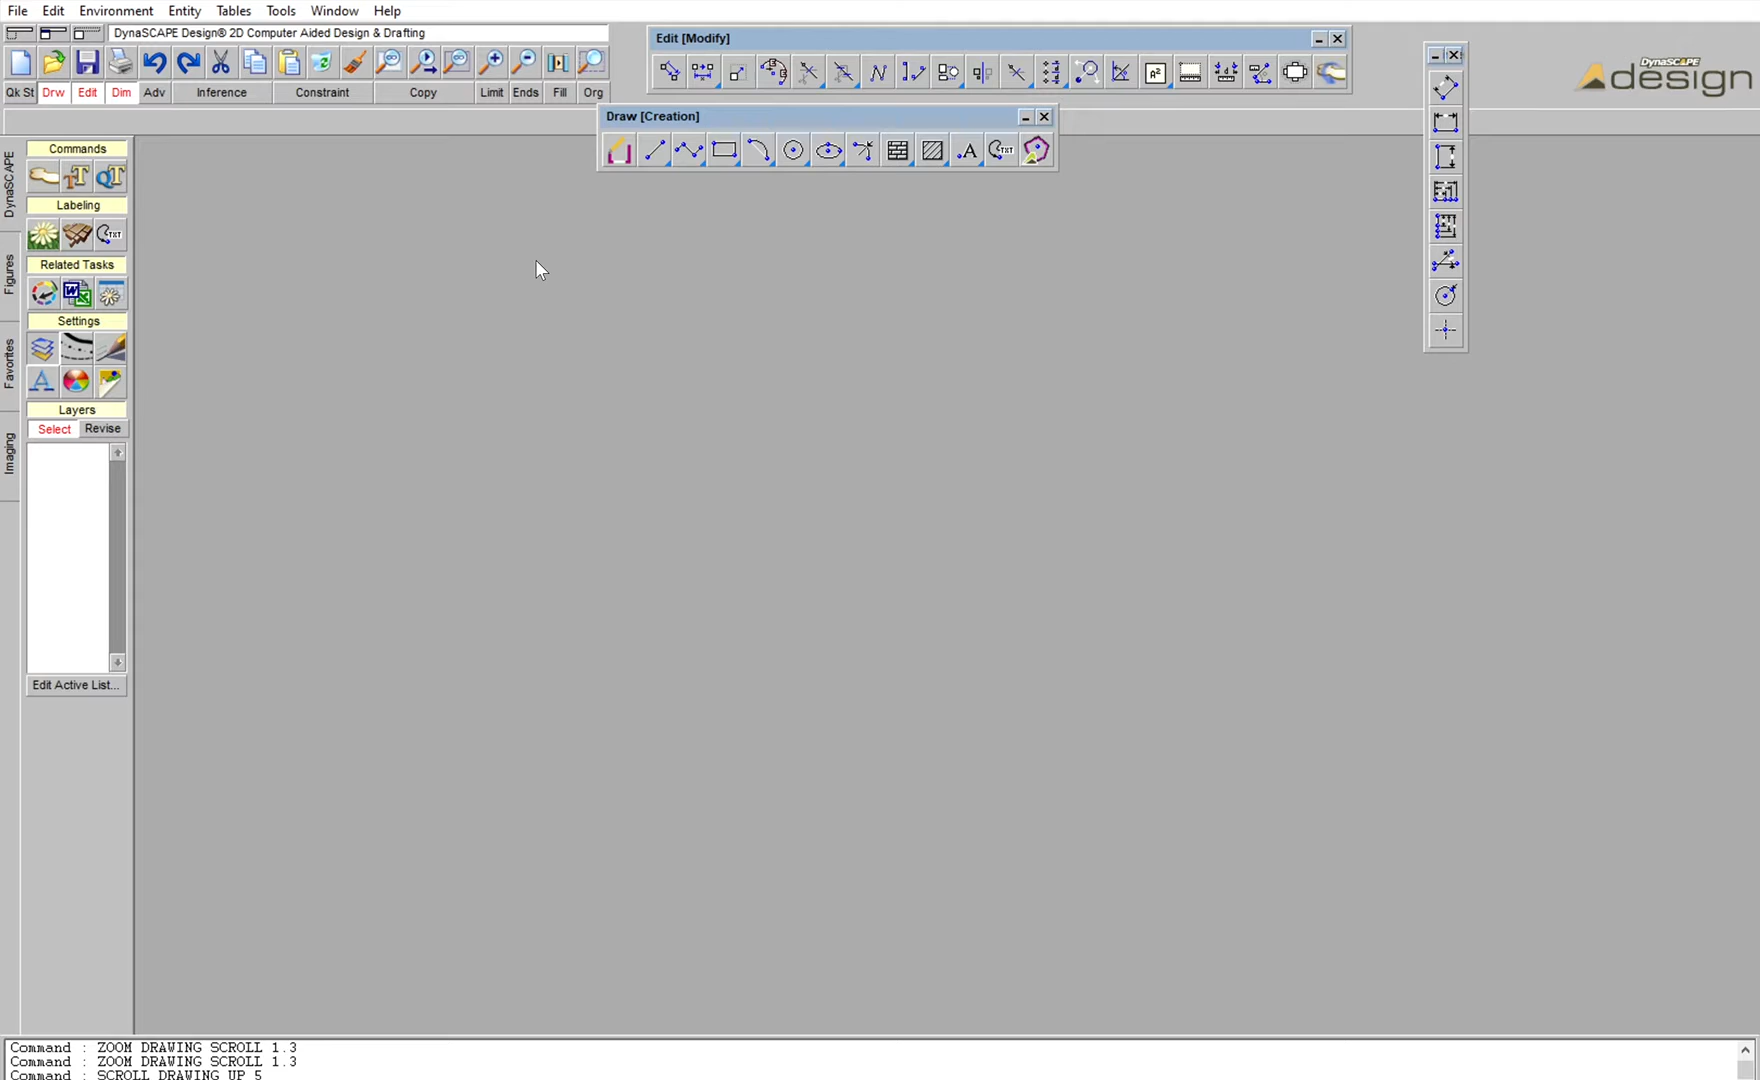 File Edit Environment Entity Tables Tools Window Help
DynaSCAPE Design® 2D Computer Aided Design & Drafting
Edit [Modify]
DynaSCAPE
design
Qk St Drw Edit Dim Adv Inference Constraint Copy Limit Ends Fill Org
Draw [Creation]
A
TXT
DynaSCAPE
Figures
Favorites
Imaging
Commands
Labeling
TXT
Related Tasks
Settings
Layers
Select Revise
Edit Active List...
Command : ZOOM DRAWING SCROLL 1.3
Command : ZOOM DRAWING SCROLL 1.3
Command : SCROLL DRAWING UP 5